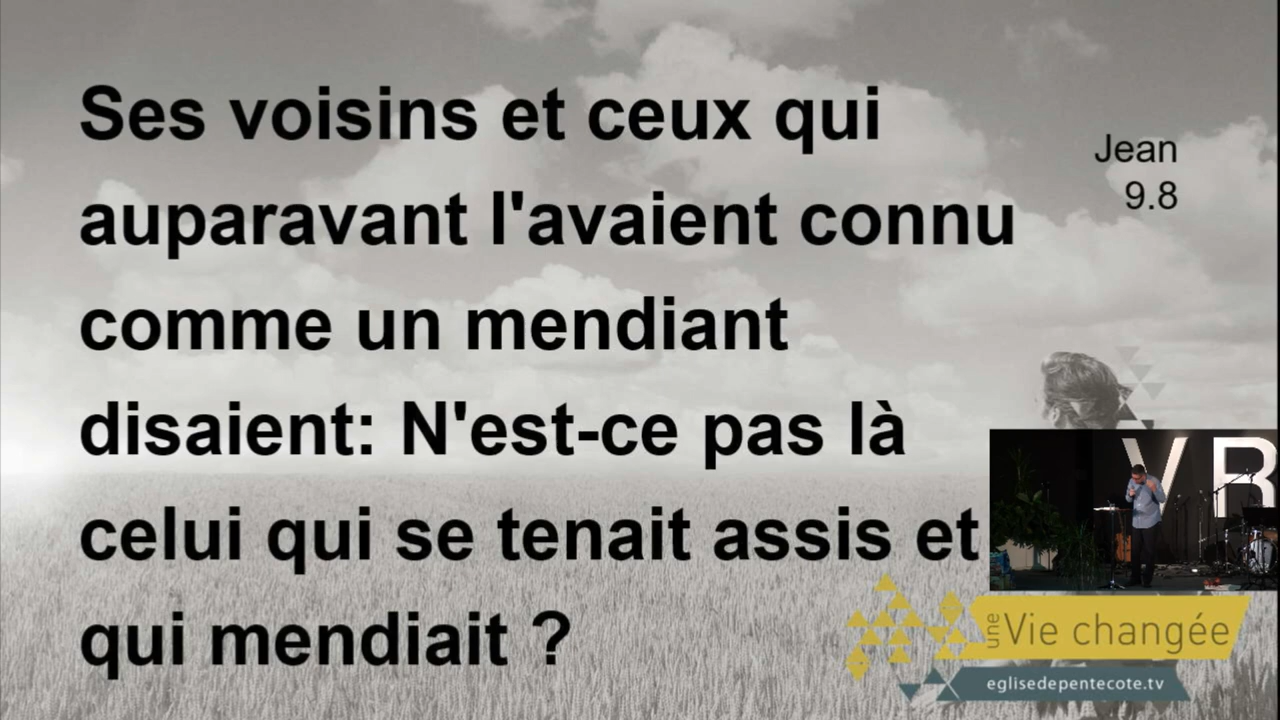 Ses voisins et ceux qui
auparavant l'avaient connu
comme un mendiant
disaient: N'est-ce pas là
celui qui se tenait assis et
qui mendiait ?
Jean
9.8
VB
une Vie changée
eglisedepentecote.tv